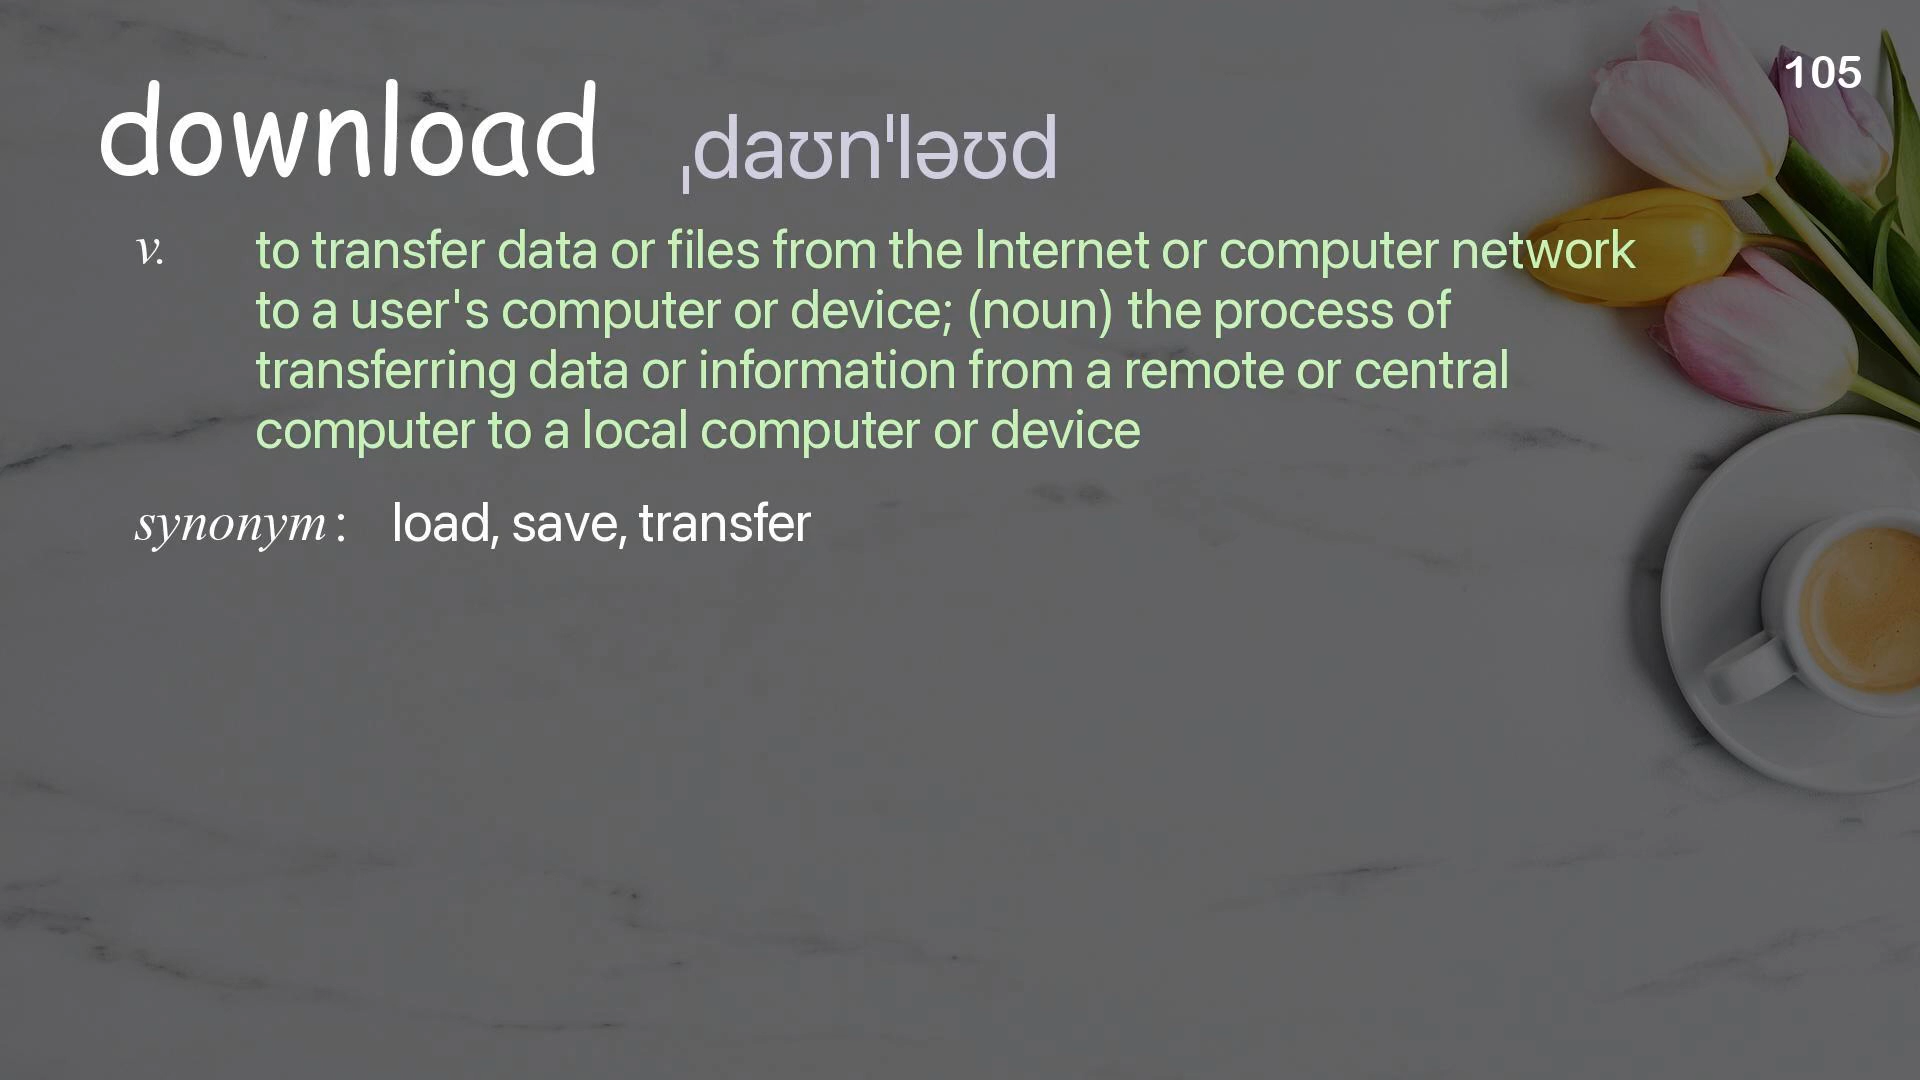 105
download ˌdaʊnˈləʊd
v. to transfer data or files from the Internet or computer network
to a user's computer or device; (noun) the process of
transferring data or information from a remote or central
computer to a local computer or device
synonym: load, save, transfer